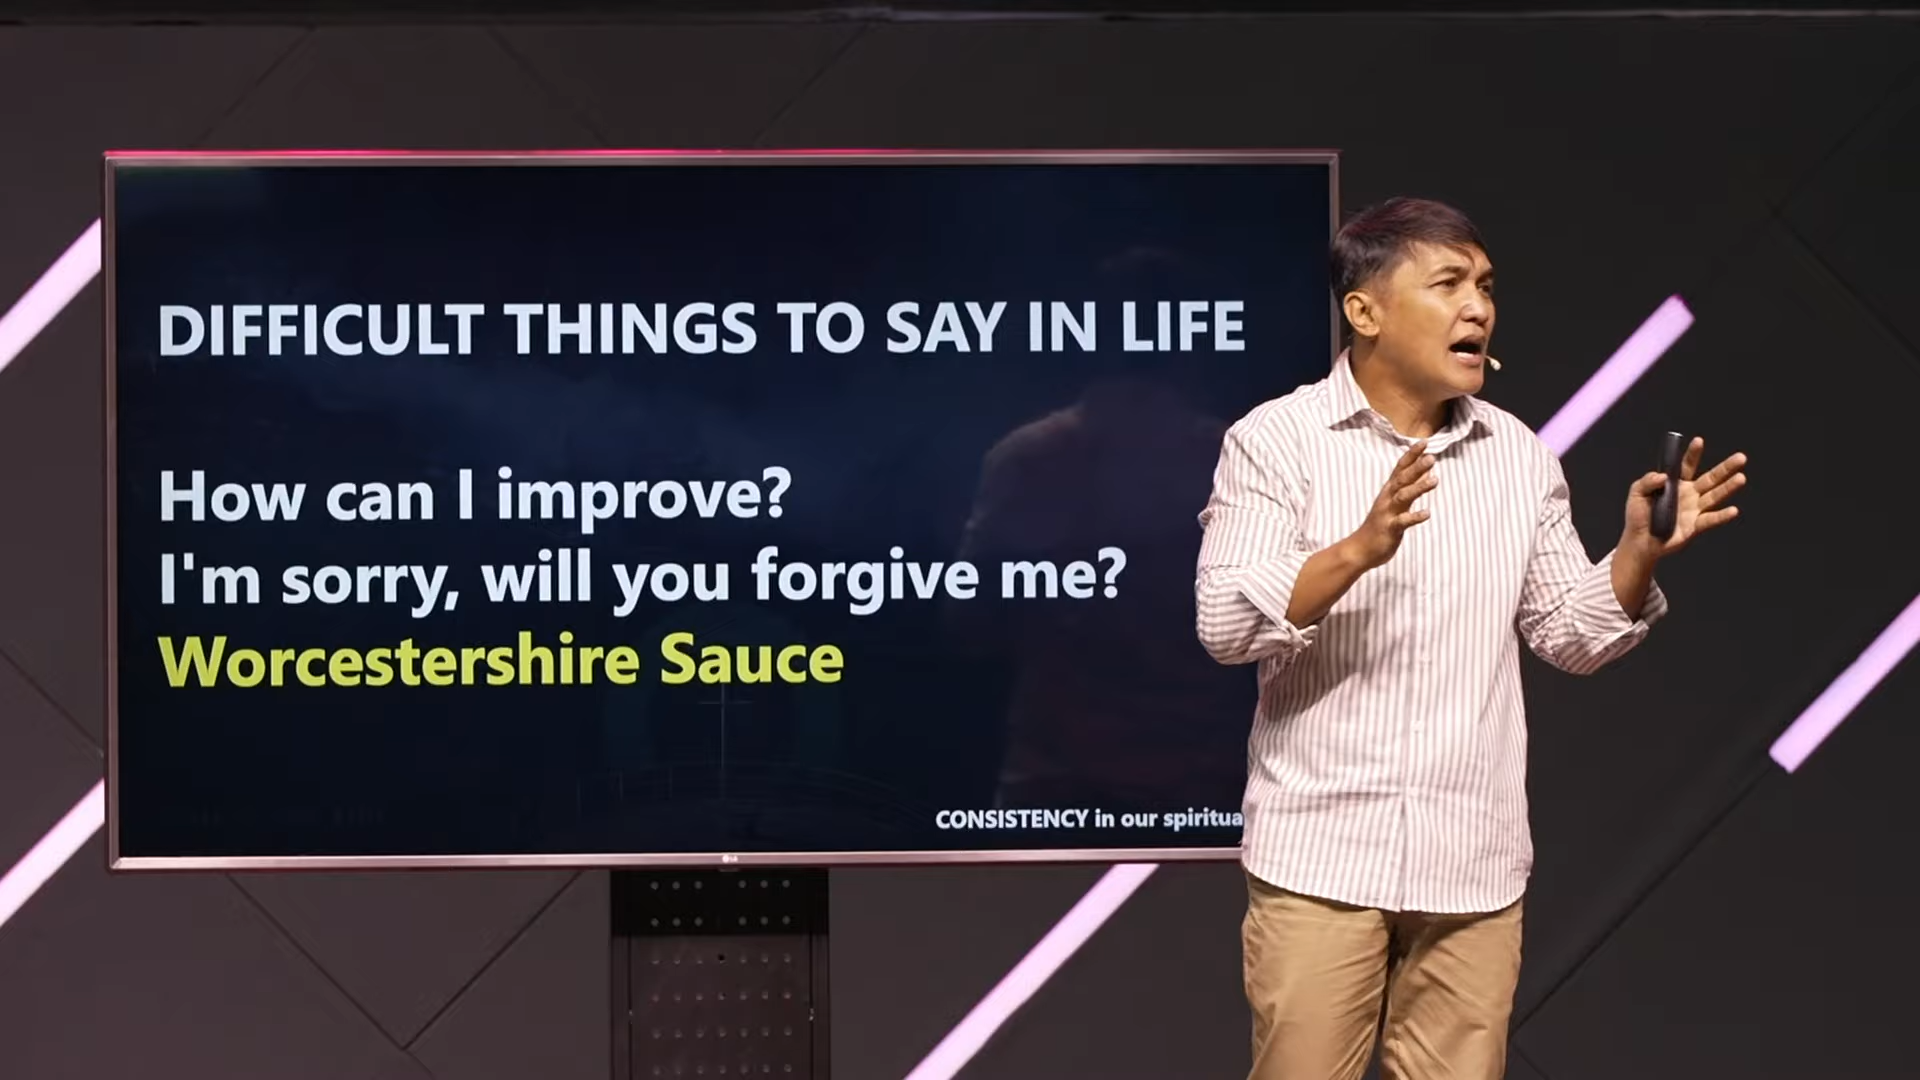 DIFFICULT THINGS TO SAY IN LIFE
How can I improve?
I'm sorry, will you forgive me?
Worcestershire Sauce
CONSISTENCY in our spiritua
LG